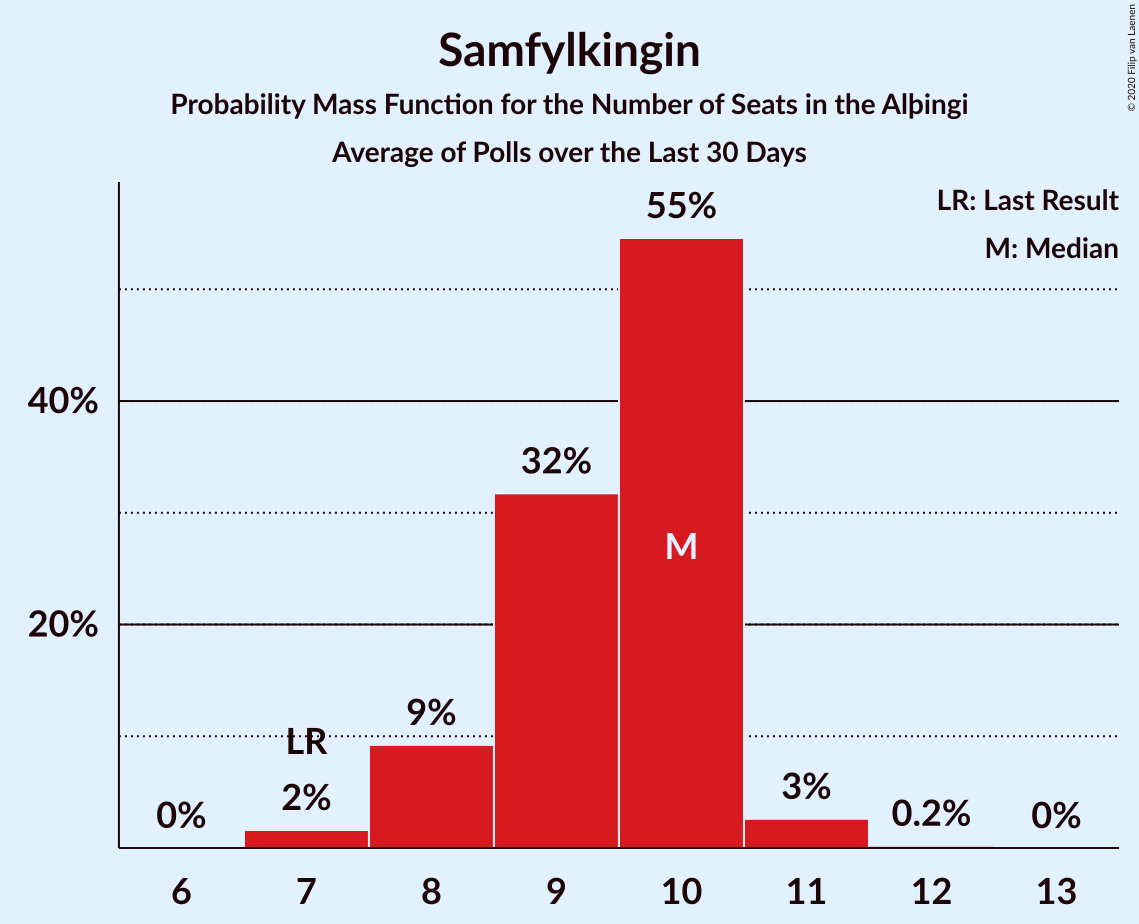 Samfylkingin
Probability Mass Function for the Number of Seats in the Alþingi
Average of Polls over the Last 30 Days
© 2020 Filip van Laenen
LR: Last Result
M: Median
55%
40%
32%
M
20%
9%
LR
2%
3%
0%
0.2%
0%
6 7 8 9 10 11 12 13